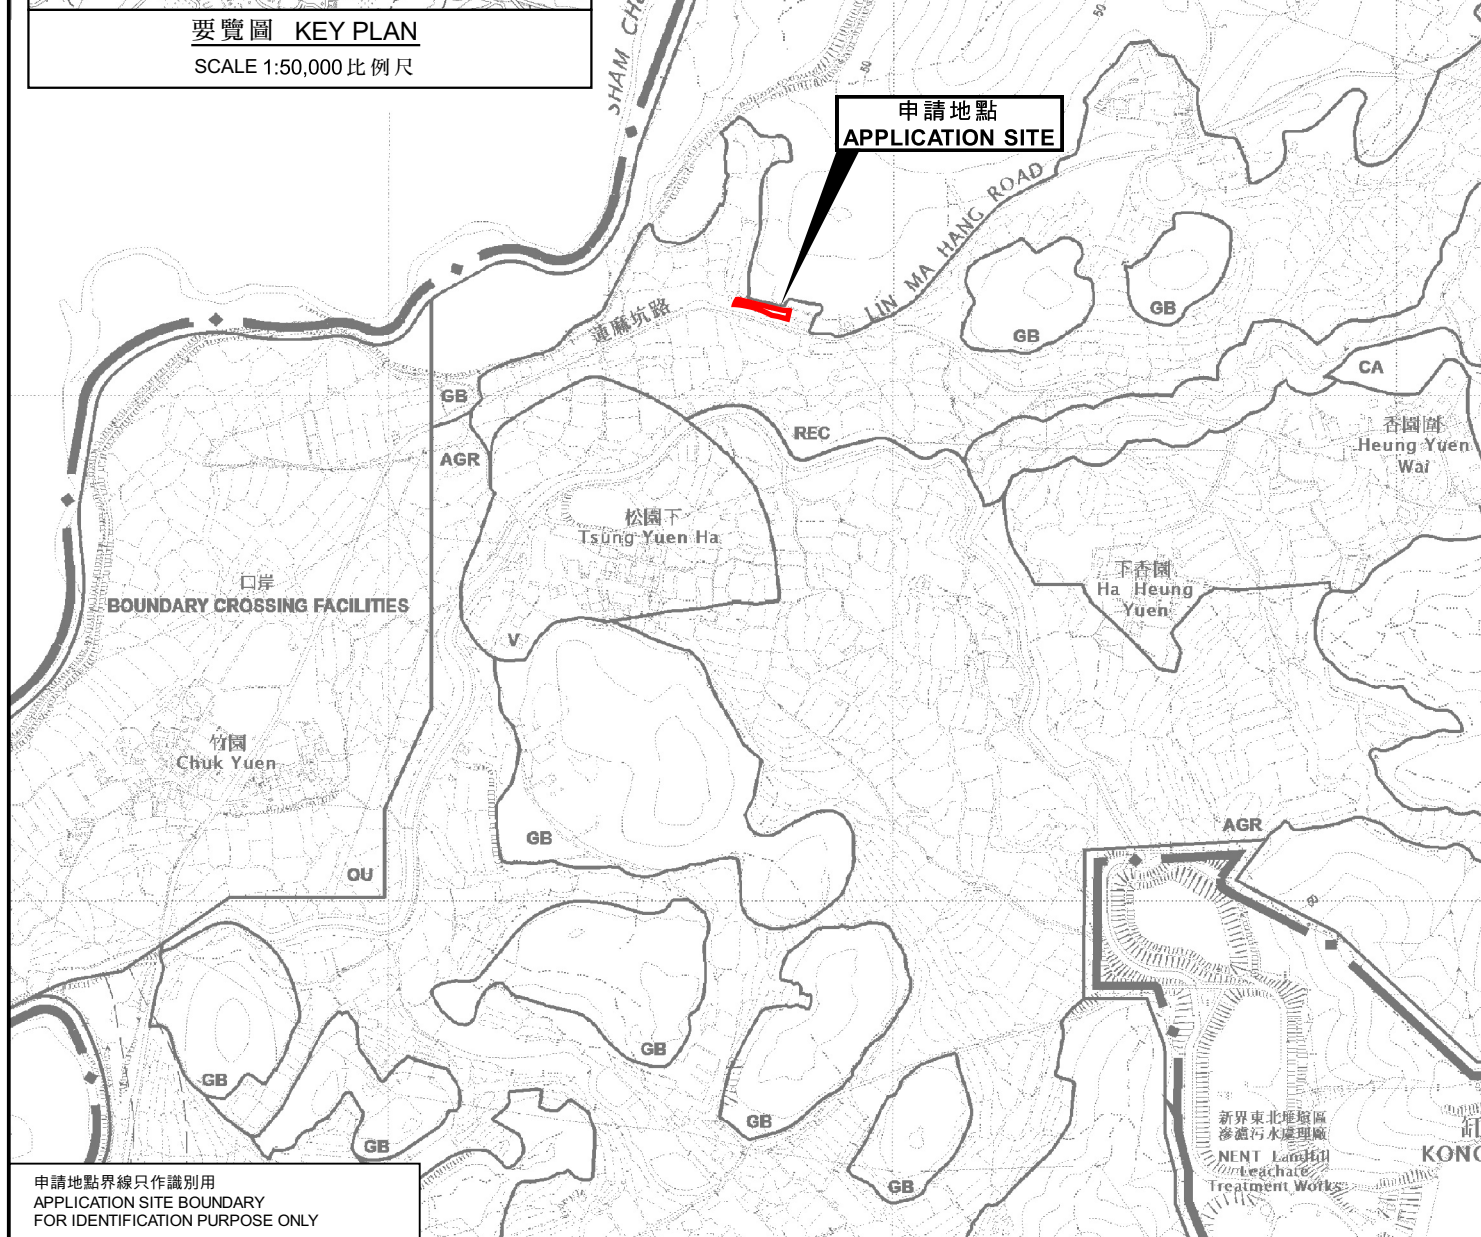 要覽圖 KEY PLAN
SCALE 1:50,000 比例尺
50
50
申請地點
APPLICATION SITE
LIN MA HANG ROAD
蓮麻坑路
GB
GB
CA
GB
REC
AGR
香園圍
Heung Yuen
Wai
松園下
Tsung Yuen Ha
下香園
Ha Heung
Yuen
口岸
BOUNDARY CROSSING FACILITIES
V
竹園
Chuk Yuen
GB
AGR
OU
GB
GB
GB
GB
GB
新界東北堆填區
滲濾污水處理廠
NENT Landfill
Leachate
Treatment Works
申請地點界線只作識別用
APPLICATION SITE BOUNDARY
FOR IDENTIFICATION PURPOSE ONLY